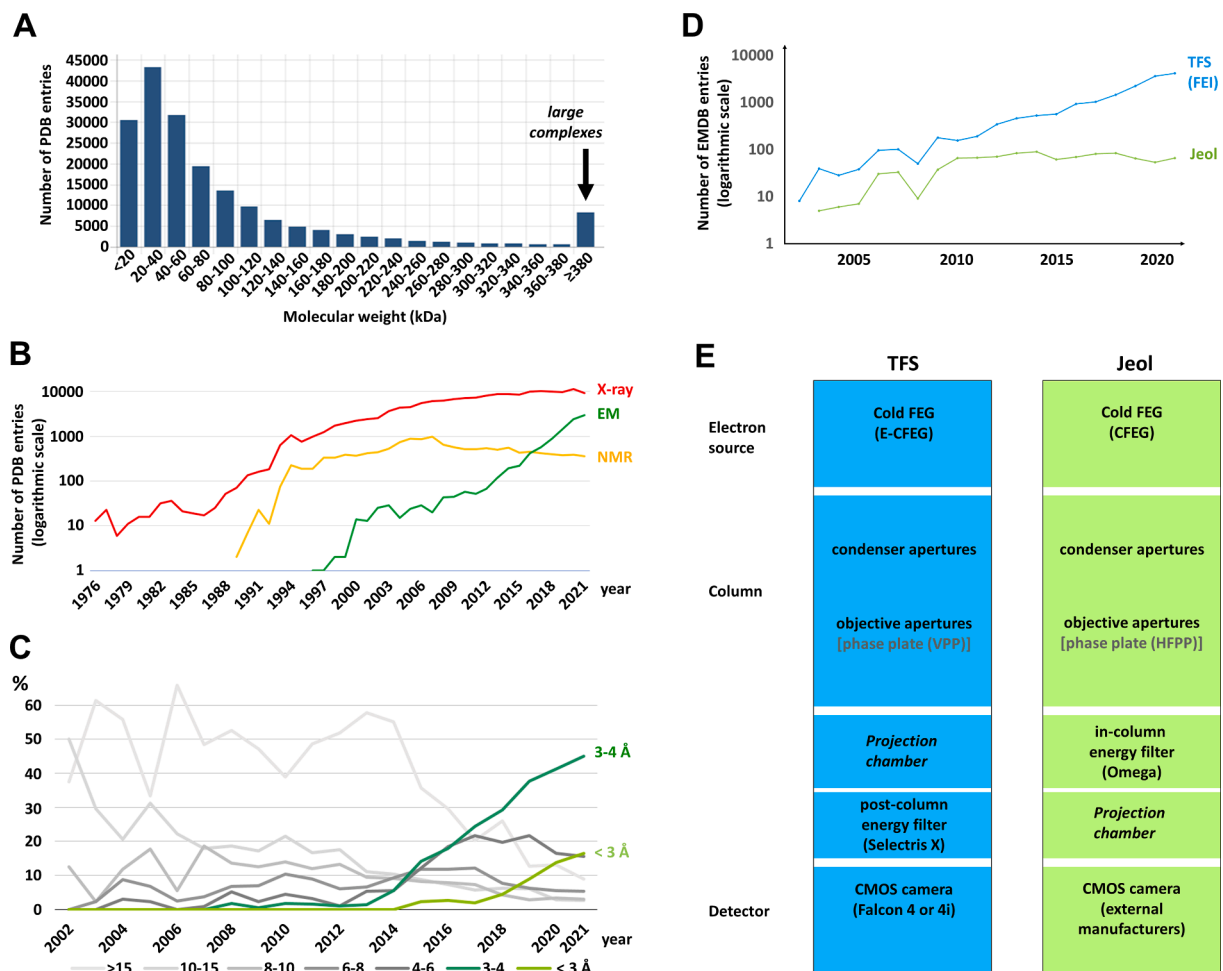 A
Number of PDB entries
45000
40000
35000
30000
25000
20000
15000
10000
5000
0
large
complexes
<20
20-40
40-60
60-80
80-100
100-120
120-140
140-160
160-180
180-200
200-220
220-240
240-260
260-280
280-300
300-320
320-340
340-360
360-380
≥380
Molecular weight (kDa)
B
Number of PDB entries
(logarithmic scale)
10000
1000
100
10
1
X-ray
EM
NMR
1976
1979
1982
1985
1988
1991
1994
1997
2000
2003
2006
2009
2012
2015
2018
2021
year
C
%
60
50
40
30
20
10
0
3-4 Å
< 3 Å
2002
2004
2006
2008
2010
2012
2014
2016
2018
2020
2021
year
>15
10-15
8-10
6-8
4-6
3-4
< 3 Å
D
Number of EMDB entries
(logarithmic scale)
10000
1000
100
10
1
TFS
(FEI)
Jeol
2005
2010
2015
2020
E
TFS
Jeol
Electron
source
Cold FEG
(E-CFEG)
Cold FEG
(CFEG)
Column
condenser apertures
condenser apertures
objective apertures
[phase plate (VPP)]
objective apertures
[phase plate (HFPP)]
Projection
chamber
in-column
energy filter
(Omega)
post-column
energy filter
(Selectris X)
Projection
chamber
Detector
CMOS camera
(Falcon 4 or 4i)
CMOS camera
(external
manufacturers)